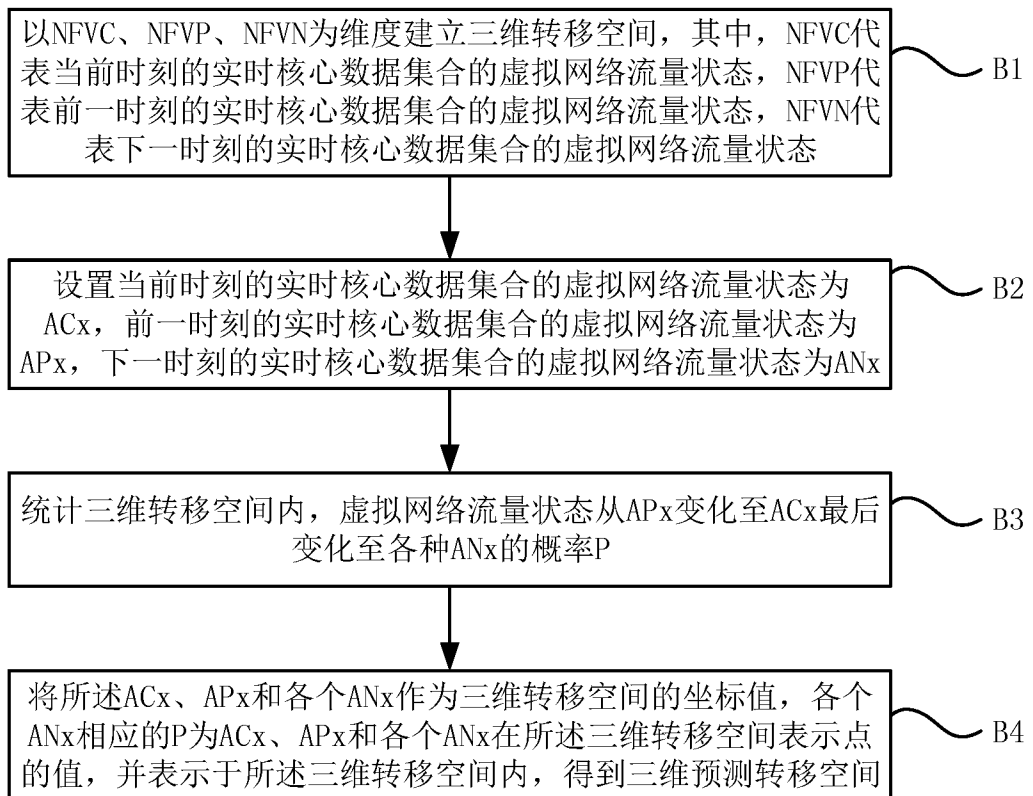 以NFVC、NFVP、NFVN为维度建立三维转移空间，其中，NFVC代
表当前时刻的实时核心数据集合的虚拟网络流量状态，NFVP代
表前一时刻的实时核心数据集合的虚拟网络流量状态，NFVN代
表下一时刻的实时核心数据集合的虚拟网络流量状态
B1
设置当前时刻的实时核心数据集合的虚拟网络流量状态为
ACx，前一时刻的实时核心数据集合的虚拟网络流量状态为
APx，下一时刻的实时核心数据集合的虚拟网络流量状态为ANx
B2
统计三维转移空间内，虚拟网络流量状态从APx变化至ACx最后
变化至各种ANx的概率P
B3
将所述ACx、APx和各个ANx作为三维转移空间的坐标值，各个
ANx相应的P为ACx、APx和各个ANx在所述三维转移空间表示点
的值，并表示于所述三维转移空间内，得到三维预测转移空间
B4